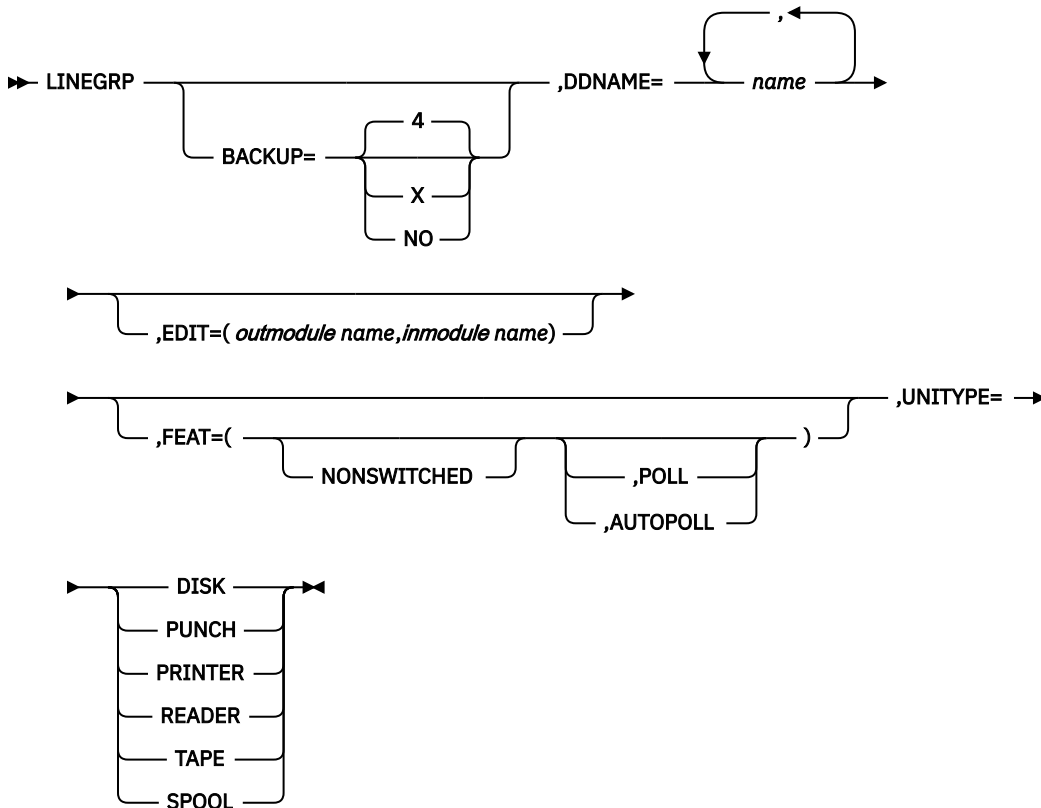 ,
LINEGRP ,DDNAME= name
4
BACKUP=
X
NO
,EDIT=( outmodule name,inmodule name)
,UNITYPE=
,FEAT=( )
NONSWITCHED ,POLL
,AUTOPOLL
DISK
PUNCH
PRINTER
READER
TAPE
SPOOL